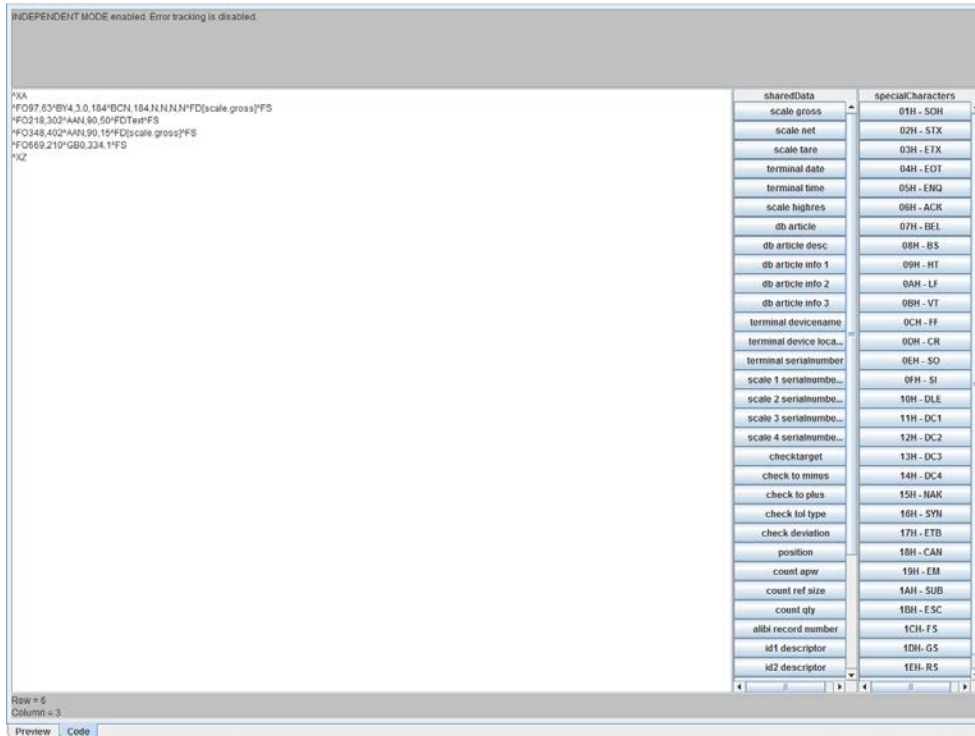 INDEPENDENT MODE enabled. Error tracking is disabled.
^XA
^FO97,63^BY4,3.0,184^BCN,184,N,N,N,N^FD[scale.gross]^FS
^FO218,302^AAN,90,50^FDText^FS
^FO348,402^AAN,90,15^FD[scale.gross]^FS
^FO669,210^GB0,334,1^FS
^XZ
sharedData
scale gross
scale net
scale tare
terminal date
terminal time
scale highres
db article
db article desc
db article info 1
db article info 2
db article info 3
terminal devicename
terminal device loca...
terminal serialnumber
scale 1 serialnumbe...
scale 2 serialnumbe...
scale 3 serialnumbe...
scale 4 serialnumbe...
checktarget
check to minus
check to plus
check tol type
check deviation
position
count apw
count ref size
count qty
alibi record number
id1 descriptor
id2 descriptor
specialCharacters
01H - SOH
02H - STX
03H - ETX
04H - EOT
05H - ENQ
06H - ACK
07H - BEL
08H - BS
09H - HT
0AH - LF
0BH - VT
0CH - FF
0DH - CR
0EH - SO
0FH - SI
10H - DLE
11H - DC1
12H - DC2
13H - DC3
14H - DC4
15H - NAK
16H - SYN
17H - ETB
18H - CAN
19H - EM
1AH - SUB
1BH - ESC
1CH- FS
1DH- GS
1EH- RS
Row = 6
Column = 3
Preview
Code